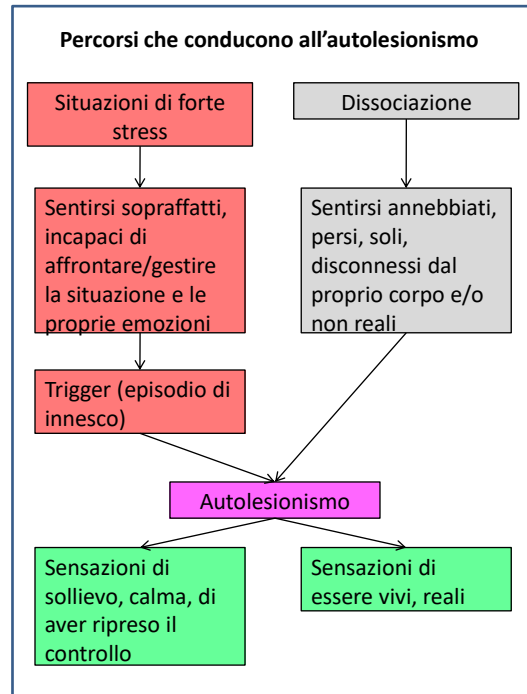 Percorsi che conducono all'autolesionismo
Situazioni di forte
stress
Dissociazione
Sentirsi sopraffatti,
incapaci di
affrontare/gestire
la situazione e le
proprie emozioni
Sentirsi annebbiati,
persi, soli,
disconnessi dal
proprio corpo e/o
non reali
Trigger (episodio di
innesco)
Autolesionismo
Sensazioni di
sollievo, calma, di
aver ripreso il
controllo
Sensazioni di
essere vivi, reali